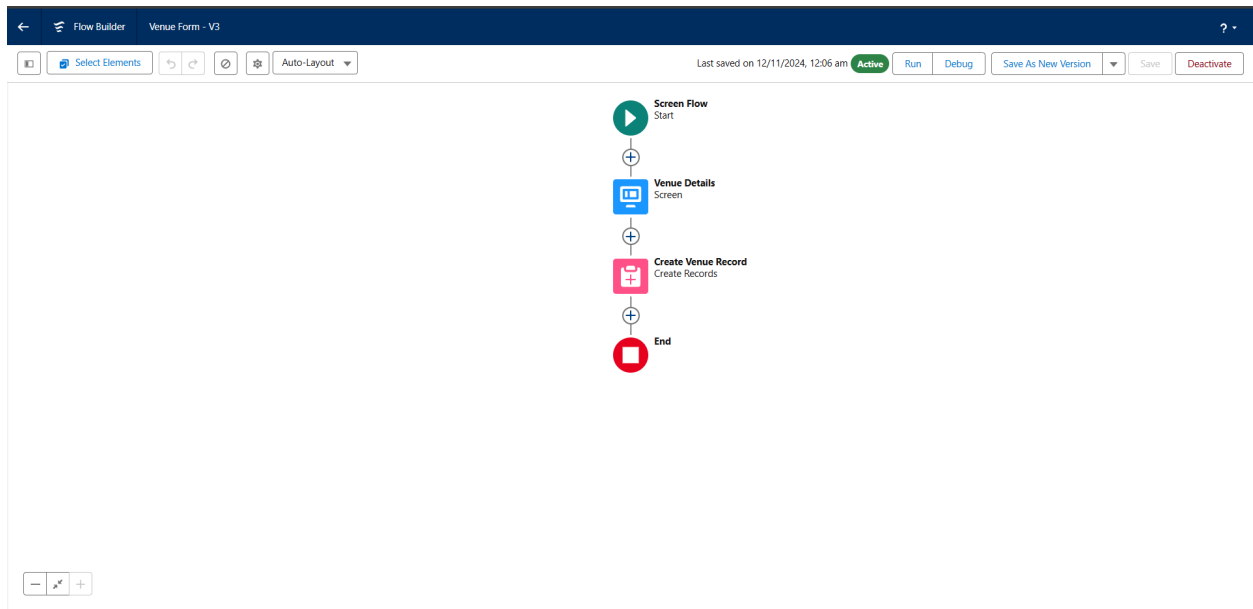 Flow Builder
Venue Form - V3
?
Select Elements
Auto-Layout
Last saved on 12/11/2024, 12:06 am
Active
Run
Debug
Save As New Version
Save
Deactivate
Screen Flow
Start
Venue Details
Screen
Create Venue Record
Create Records
End